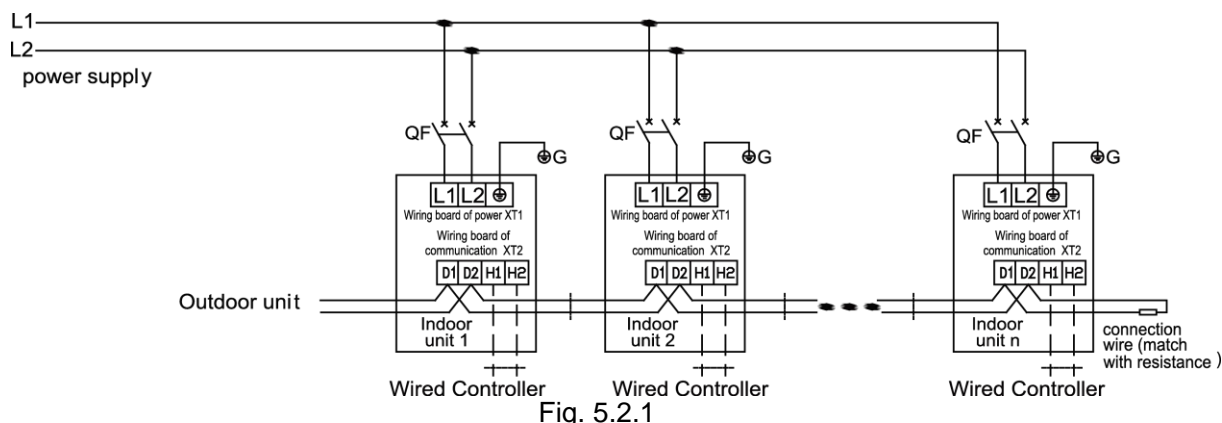 L1
L2
power supply
QF
G
QF
G
QF
G
L1 L2
Wiring board of power XT1
Wiring board of
communication XT2
D1 D2 H1 H2
L1 L2
Wiring board of power XT1
Wiring board of
communication XT2
D1 D2 H1 H2
L1 L2
Wiring board of power XT1
Wiring board of
communication XT2
D1 D2 H1 H2
Outdoor unit
Indoor
unit 1
Indoor
unit 2
Indoor
unit n
connection
wire (match
with resistance )
Wired Controller
Wired Controller
Wired Controller
Fig. 5.2.1